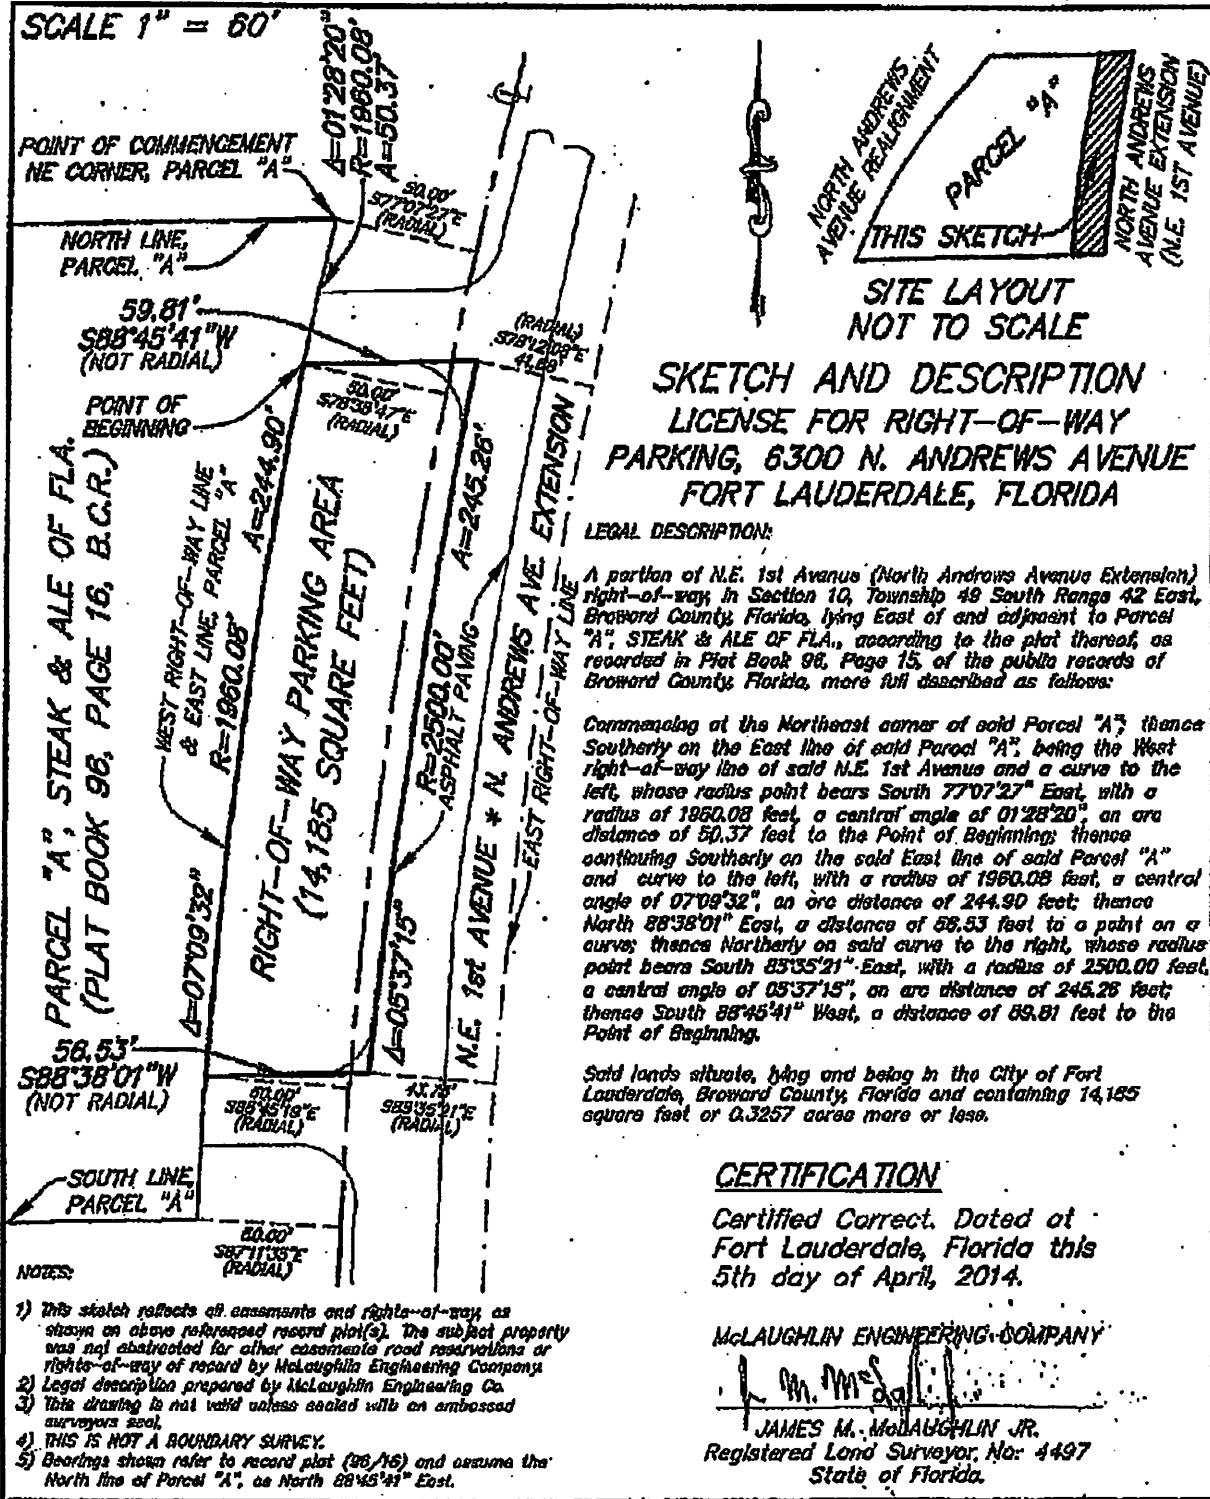 SCALE 1" = 60'
Δ=01°28'20"
R=1960.08'
A=50.37'
POINT OF COMMENCEMENT
NE CORNER, PARCEL "A"
50.00'
S77°07'27"E
(RADIAL)
NORTH LINE,
PARCEL "A"
59.81'
S88°45'41"W
(NOT RADIAL)
(RADIAL)
S78°12'08"E
41.68'
POINT OF
BEGINNING
50.00'
S78°38'47"E
(RADIAL)
PARCEL "A", STEAK & ALE OF FLA.
(PLAT BOOK 96, PAGE 16, B.C.R.)
WEST RIGHT-OF-WAY LINE
& EAST LINE, PARCEL "A"
A=244.90'
R=1960.08'
Δ=07°09'32"
RIGHT-OF-WAY PARKING AREA
(14,185 SQUARE FEET)
A=245.26'
R=2500.00'
Δ=05°37'15"
ASPHALT PAVING
N.E. 1st AVENUE * N. ANDREWS AVE. EXTENSION
EAST RIGHT-OF-WAY LINE
56.53'
S88°38'01"W
(NOT RADIAL)
S85°45'19"E
(RADIAL)
S83°35'21"E
(RADIAL)
SOUTH LINE,
PARCEL "A"
50.00'
S87°11'35"E
(RADIAL)
NORTH ANDREWS
AVENUE REALIGNMENT
PARCEL "A"
THIS SKETCH
NORTH ANDREWS
AVENUE EXTENSION
(N.E. 1ST AVENUE)
SITE LAYOUT
NOT TO SCALE
SKETCH AND DESCRIPTION
LICENSE FOR RIGHT-OF-WAY
PARKING, 6300 N. ANDREWS AVENUE
FORT LAUDERDALE, FLORIDA
LEGAL DESCRIPTION:
A portion of N.E. 1st Avenue (North Andrews Avenue Extension)
right-of-way, in Section 10, Township 49 South Range 42 East,
Broward County, Florida, lying East of and adjacent to Parcel
"A", STEAK & ALE OF FLA., according to the plat thereof, as
recorded in Plat Book 96, Page 15, of the public records of
Broward County, Florida, more full described as follows:
Commencing at the Northeast corner of said Parcel "A"; thence
Southerly on the East line of said Parcel "A", being the West
right-of-way line of said N.E. 1st Avenue and a curve to the
left, whose radius point bears South 77°07'27" East, with a
radius of 1960.08 feet, a central angle of 01°28'20", an arc
distance of 50.37 feet to the Point of Beginning; thence
continuing Southerly on the said East line of said Parcel "A"
and curve to the left, with a radius of 1960.08 feet, a central
angle of 07°09'32", an arc distance of 244.90 feet; thence
North 88°38'01" East, a distance of 56.53 feet to a point on a
curve; thence Northerly on said curve to the right, whose radius
point bears South 83°35'21" East, with a radius of 2500.00 feet,
a central angle of 05°37'15", an arc distance of 245.26 feet;
thence South 88°45'41" West, a distance of 59.81 feet to the
Point of Beginning.
Said lands situate, lying and being in the City of Fort
Lauderdale, Broward County, Florida and containing 14,185
square feet or 0.3257 acres more or less.
CERTIFICATION
Certified Correct. Dated at
Fort Lauderdale, Florida this
5th day of April, 2014.
McLAUGHLIN ENGINEERING COMPANY
JAMES M. McLAUGHLIN JR.
Registered Land Surveyor, No: 4497
State of Florida.
NOTES:
1) This sketch reflects all easements and rights-of-way, as
shown on above referenced record plat(s). The subject property
was not abstracted for other easements road reservations or
rights-of-way of record by McLaughlin Engineering Company.
2) Legal description prepared by McLaughlin Engineering Co.
3) This drawing is not valid unless sealed with an embossed
surveyors seal.
4) THIS IS NOT A BOUNDARY SURVEY.
5) Bearings shown refer to record plat (96/16) and assume the
North line of Parcel "A", as North 88°45'41" East.